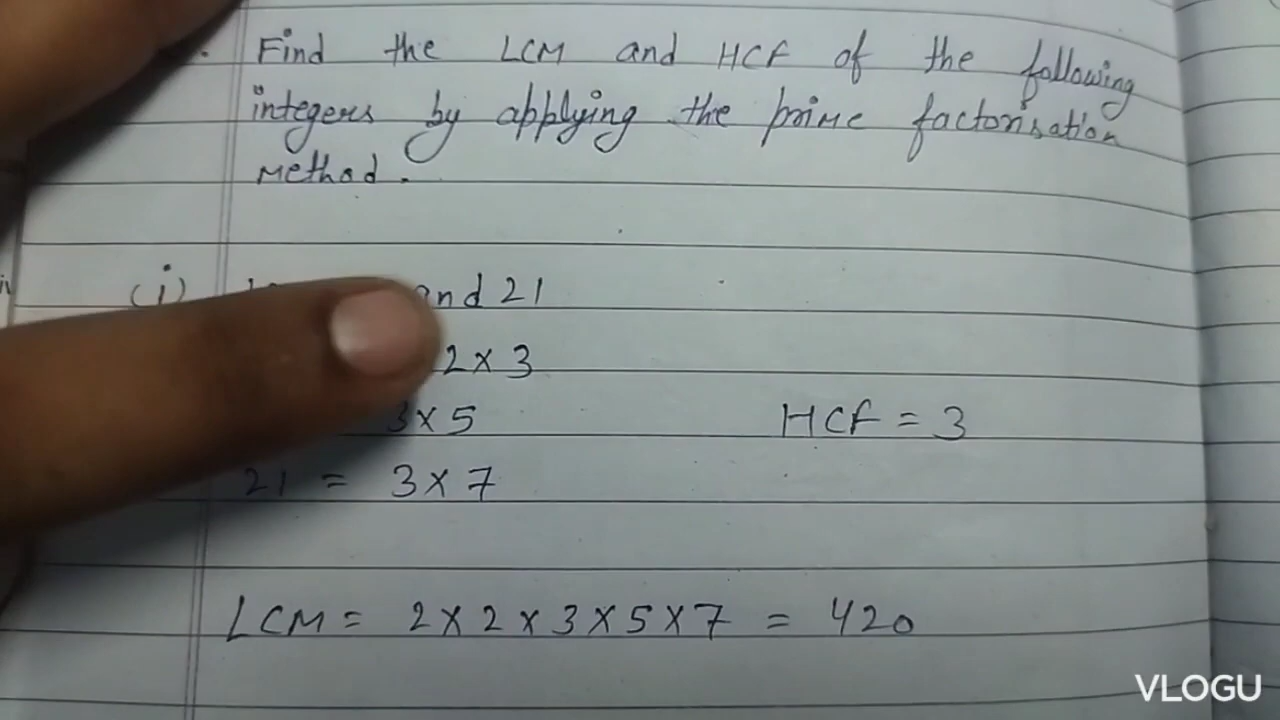 Find the LCM and HCF of the following
integers by applying the prime factorisation
method.
(i) and 21
2 x 3
3 x 5
HCF = 3
21 = 3 x 7
LCM = 2 x 2 x 3 x 5 x 7 = 420
VLOGU